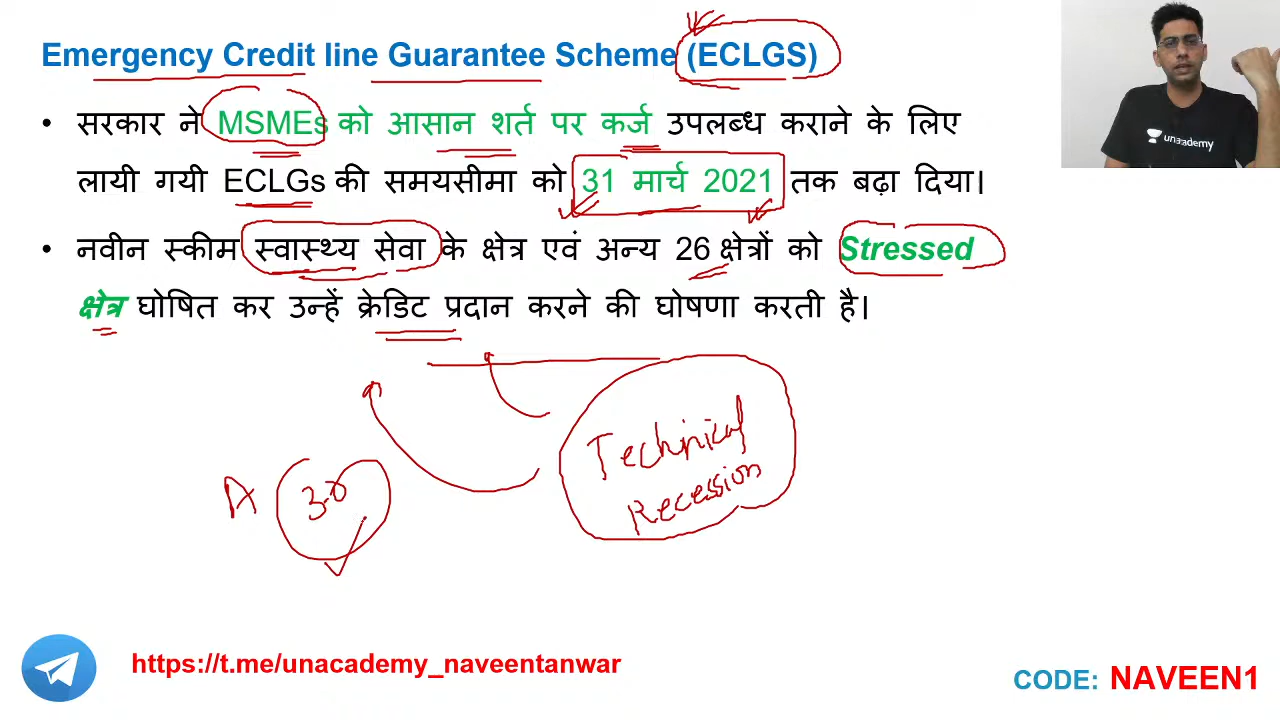 Emergency Credit line Guarantee Scheme (ECLGS)
unacademy
• सरकार ने MSMEs को आसान शर्त पर कर्ज उपलब्ध कराने के लिए
लायी गयी ECLGs की समयसीमा को 31 मार्च 2021 तक बढ़ा दिया।
• नवीन स्कीम स्वास्थ्य सेवा के क्षेत्र एवं अन्य 26 क्षेत्रों को Stressed
क्षेत्र घोषित कर उन्हें क्रेडिट प्रदान करने की घोषणा करती है।
Technical
Recession
A 3.0
https://t.me/unacademy_naveentanwar
CODE: NAVEEN1